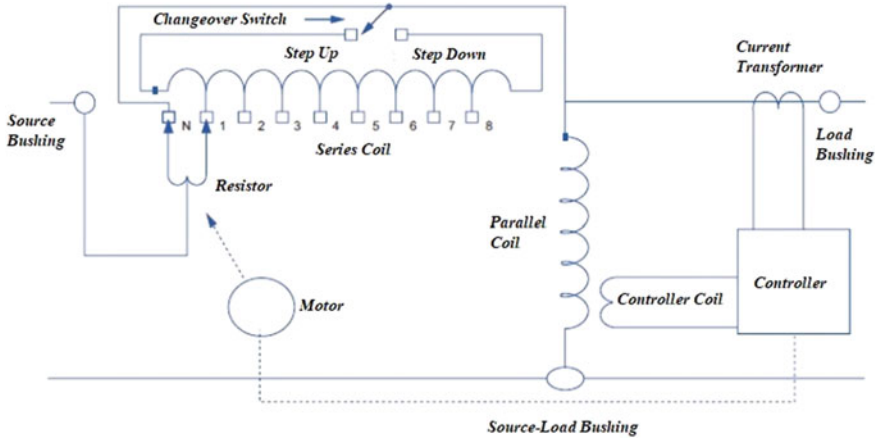 Changeover Switch
Step Up
Step Down
Current
Transformer
Source
Bushing
N 1 2 3 4 5 6 7 8
Load
Bushing
Series Coil
Resistor
Parallel
Coil
Motor
Controller Coil
Controller
Source-Load Bushing